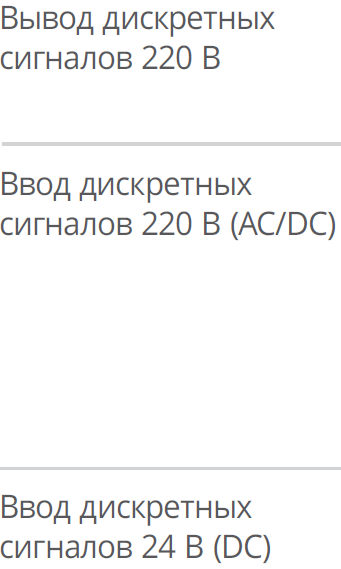 Вывод дискретных
сигналов 220 В
Ввод дискретных
сигналов 220 В (AC/DC)
Ввод дискретных
сигналов 24 В (DC)